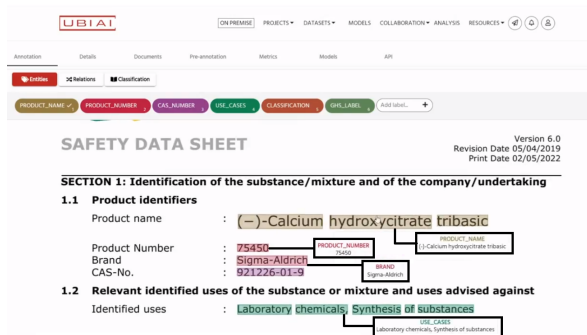 UBIAI
ON PREMISE PROJECTS DATASETS MODELS COLLABORATION ANALYSIS RESOURCES
Annotation Details Documents Pre-annotation Metrics Models API
Entities Relations Classification
PRODUCT_NAME PRODUCT_NUMBER CAS_NUMBER USE_CASES CLASSIFICATION GHS_LABEL Add label.. +
SAFETY DATA SHEET
Version 6.0
Revision Date 05/04/2019
Print Date 02/05/2022
SECTION 1: Identification of the substance/mixture and of the company/undertaking
1.1 Product identifiers
Product name : (−)-Calcium hydroxycitrate tribasic
PRODUCT_NAME
(-)-Calcium hydroxycitrate tribasic
Product Number : 75450
PRODUCT_NUMBER
75450
Brand : Sigma-Aldrich
BRAND
Sigma-Aldrich
CAS-No. : 921226-01-9
1.2 Relevant identified uses of the substance or mixture and uses advised against
Identified uses : Laboratory chemicals, Synthesis of substances
USE_CASES
Laboratory chemicals, Synthesis of substances